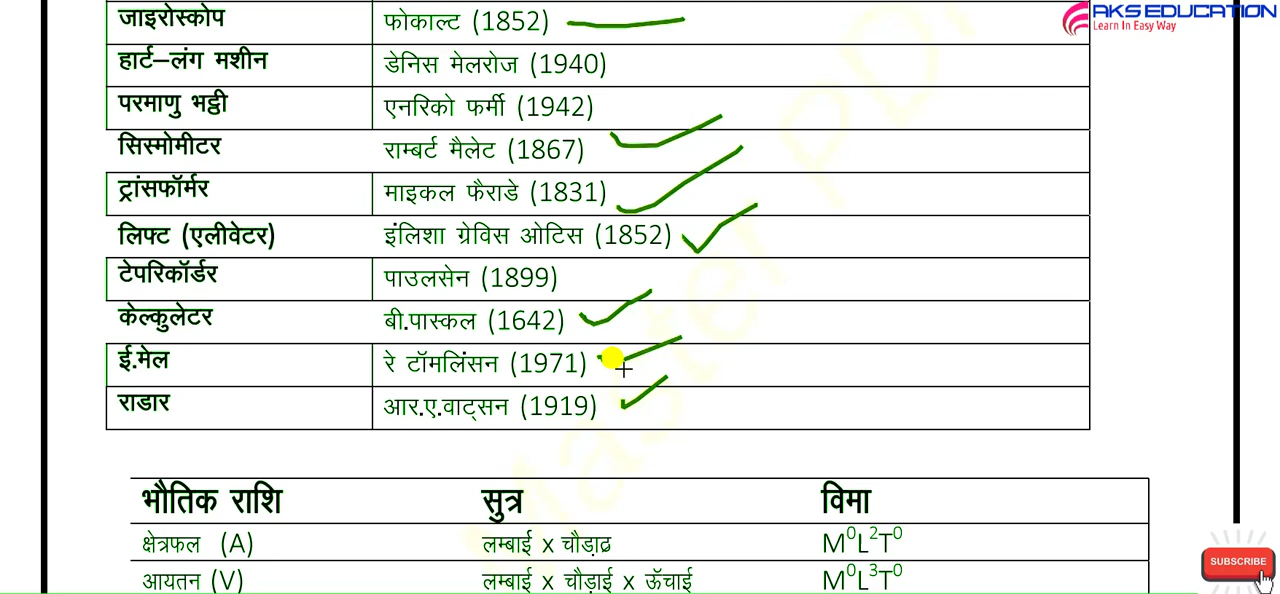 जाइरोस्कोप फोकाल्ट (1852)
AKS EDUCATION
Learn In Easy Way
हार्ट–लंग मशीन डेनिस मेलरोज (1940)
परमाणु भट्टी एनरिको फर्मी (1942)
सिस्मोमीटर राम्बर्ट मैलेट (1867)
ट्रांसफॉर्मर माइकल फैराडे (1831)
लिफ्ट (एलीवेटर) इंलिशा ग्रेविस ओटिस (1852)
टेपरिकॉर्डर पाउलसेन (1899)
केल्कुलेटर बी.पास्कल (1642)
ई.मेल रे टॉमलिंसन (1971)
राडार आर.ए.वाट्सन (1919)
भौतिक राशि सुत्र विमा
क्षेत्रफल (A) लम्बाई x चौड़ाढ M⁰L²T⁰
आयतन (V) लम्बाई x चौड़ाई x ऊँचाई M⁰L³T⁰
SUBSCRIBE